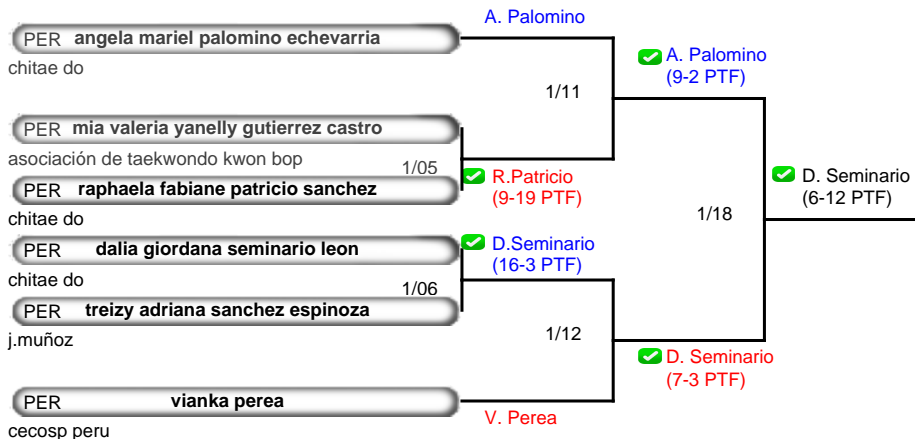 A. Palomino
PER angela mariel palomino echevarria
chitae do
A. Palomino
(9-2 PTF)
1/11
PER mia valeria yanelly gutierrez castro
asociación de taekwondo kwon bop
1/05
R.Patricio
(9-19 PTF)
PER raphaela fabiane patricio sanchez
chitae do
D. Seminario
(6-12 PTF)
1/18
PER dalia giordana seminario leon
chitae do
D.Seminario
(16-3 PTF)
1/06
PER treizy adriana sanchez espinoza
j.muñoz
1/12
D. Seminario
(7-3 PTF)
PER vianka perea
cecosp peru
V. Perea